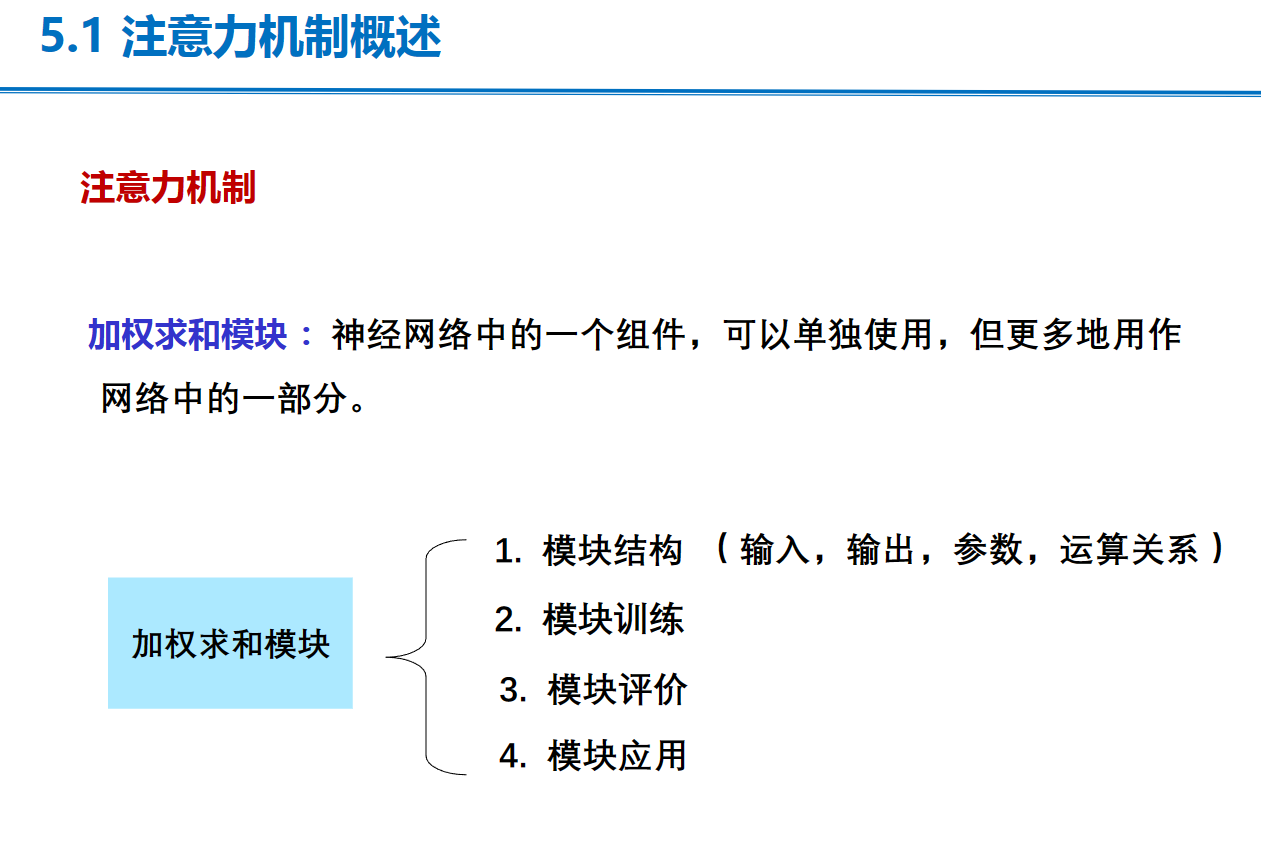 5.1 注意力机制概述
注意力机制
加权求和模块：神经网络中的一个组件，可以单独使用，但更多地用作
网络中的一部分。
加权求和模块
1. 模块结构 （输入，输出，参数，运算关系）
2. 模块训练
3. 模块评价
4. 模块应用